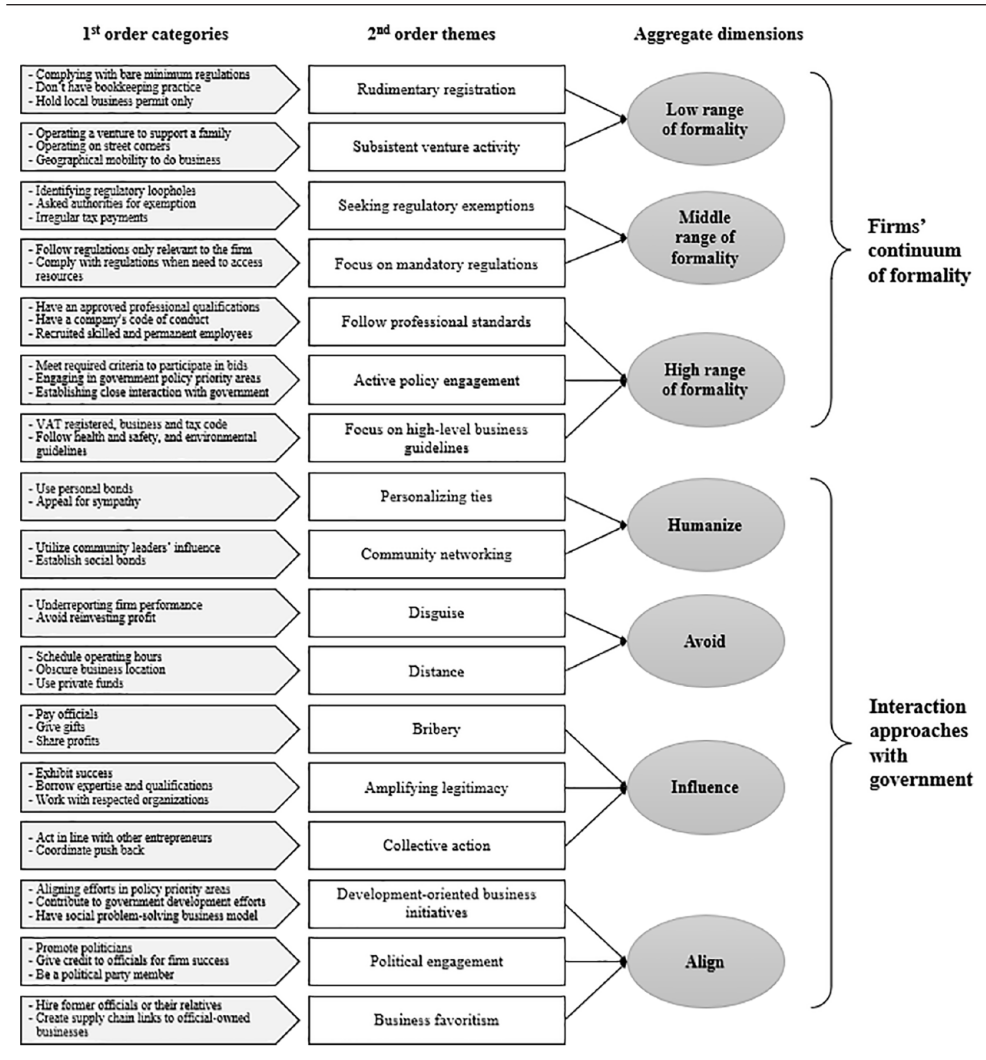 1st order categories
2nd order themes
Aggregate dimensions
- Complying with bare minimum regulations
- Don't have bookkeeping practice
- Hold local business permit only
Rudimentary registration
- Operating a venture to support a family
- Operating on street corners
- Geographical mobility to do business
Subsistent venture activity
Low range
of formality
- Identifying regulatory loopholes
- Asked authorities for exemption
- Irregular tax payments
Seeking regulatory exemptions
- Follow regulations only relevant to the firm
- Comply with regulations when need to access
resources
Focus on mandatory regulations
Middle
range of
formality
- Have an approved professional qualifications
- Have a company's code of conduct
- Recruited skilled and permanent employees
Follow professional standards
- Meet required criteria to participate in bids
- Engaging in government policy priority areas
- Establishing close interaction with government
Active policy engagement
- VAT registered, business and tax code
- Follow health and safety, and environmental
guidelines
Focus on high-level business
guidelines
High range
of formality
Firms'
continuum
of formality
- Use personal bonds
- Appeal for sympathy
Personalizing ties
- Utilize community leaders' influence
- Establish social bonds
Community networking
Humanize
- Underreporting firm performance
- Avoid reinvesting profit
Disguise
- Schedule operating hours
- Obscure business location
- Use private funds
Distance
Avoid
- Pay officials
- Give gifts
- Share profits
Bribery
- Exhibit success
- Borrow expertise and qualifications
- Work with respected organizations
Amplifying legitimacy
- Act in line with other entrepreneurs
- Coordinate push back
Collective action
Influence
- Aligning efforts in policy priority areas
- Contribute to government development efforts
- Have social problem-solving business model
Development-oriented business
initiatives
- Promote politicians
- Give credit to officials for firm success
- Be a political party member
Political engagement
- Hire former officials or their relatives
- Create supply chain links to official-owned
businesses
Business favoritism
Align
Interaction
approaches
with
government